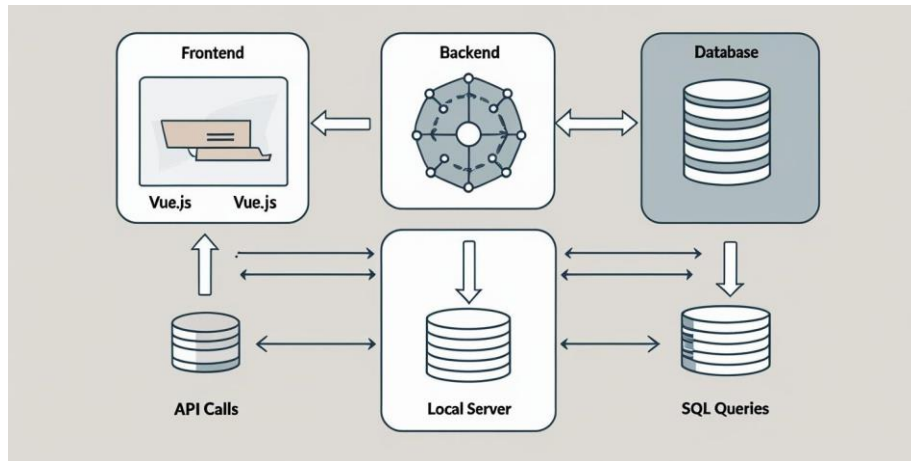 Frontend
Backend
Database
Vue.js Vue.js
API Calls
Local Server
SQL Queries